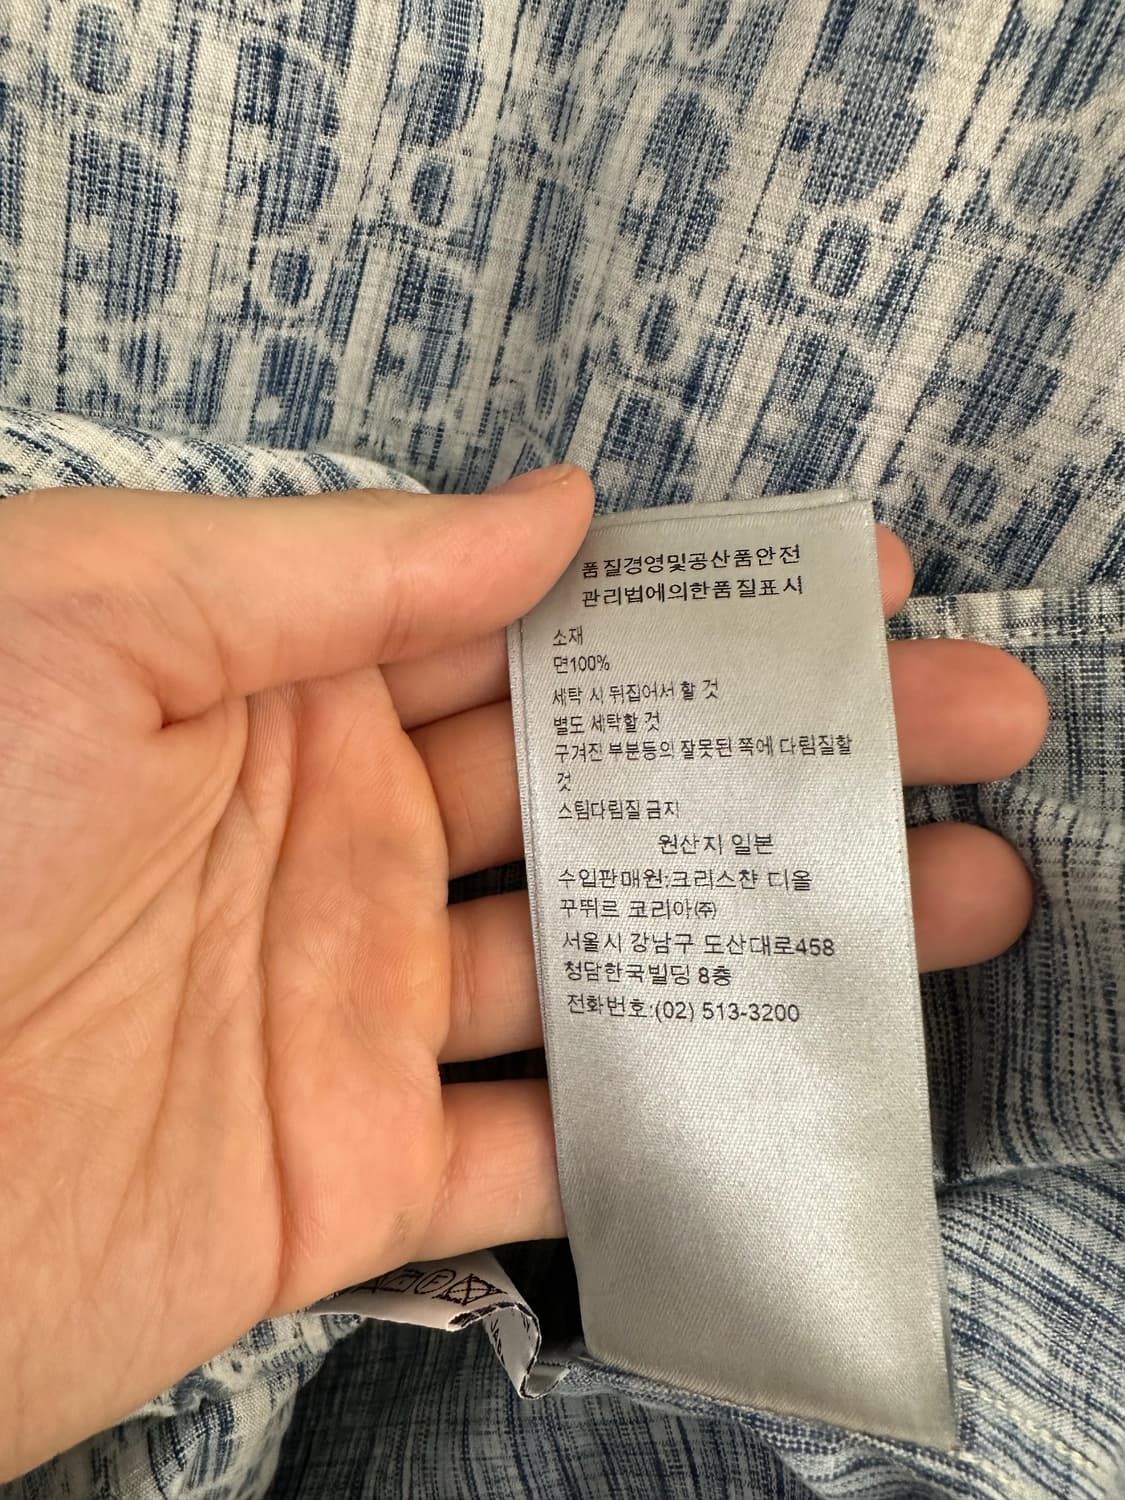 품질경영및공산품안전
관리법에의한품질표시
소재
면100%
세탁 시 뒤집어서 할 것
별도 세탁할 것
구겨진 부분등의 잘못된 쪽에 다림질할
것
스팀다림질 금지
원산지 일본
수입판매원:크리스챤 디올
꾸뛰르 코리아㈜
서울시 강남구 도산대로458
청담한국빌딩 8층
전화번호:(02) 513-3200